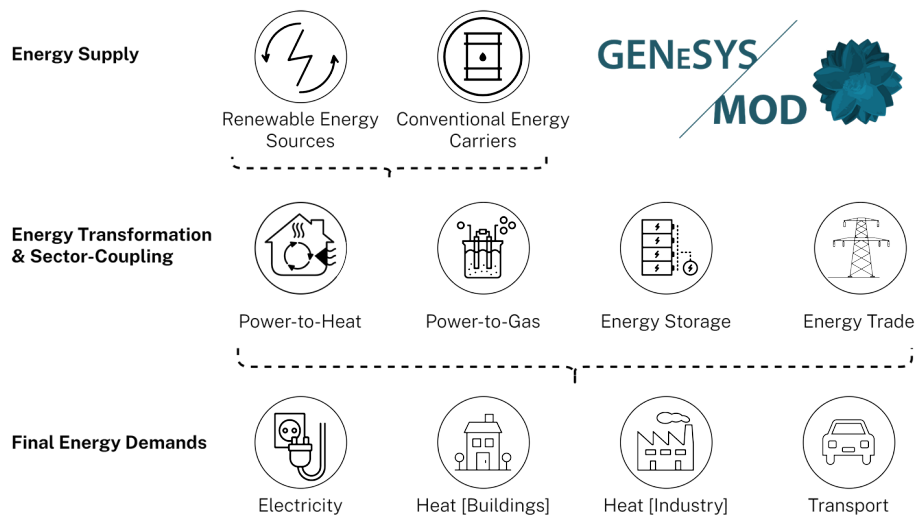 Energy Supply
Renewable Energy
Sources
Conventional Energy
Carriers
GENeSYS
MOD
Energy Transformation
& Sector-Coupling
Power-to-Heat
Power-to-Gas
Energy Storage
Energy Trade
Final Energy Demands
Electricity
Heat [Buildings]
Heat [Industry]
Transport